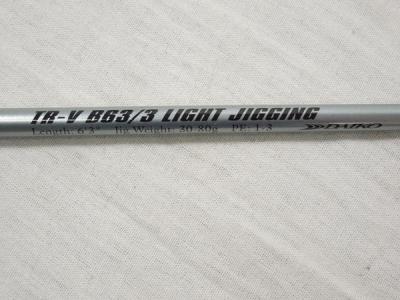 TR-V B63/3 LIGHT JIGGING
Length: 6'3" Jig Weight: 30-80g PE: 1-3 DAIKO